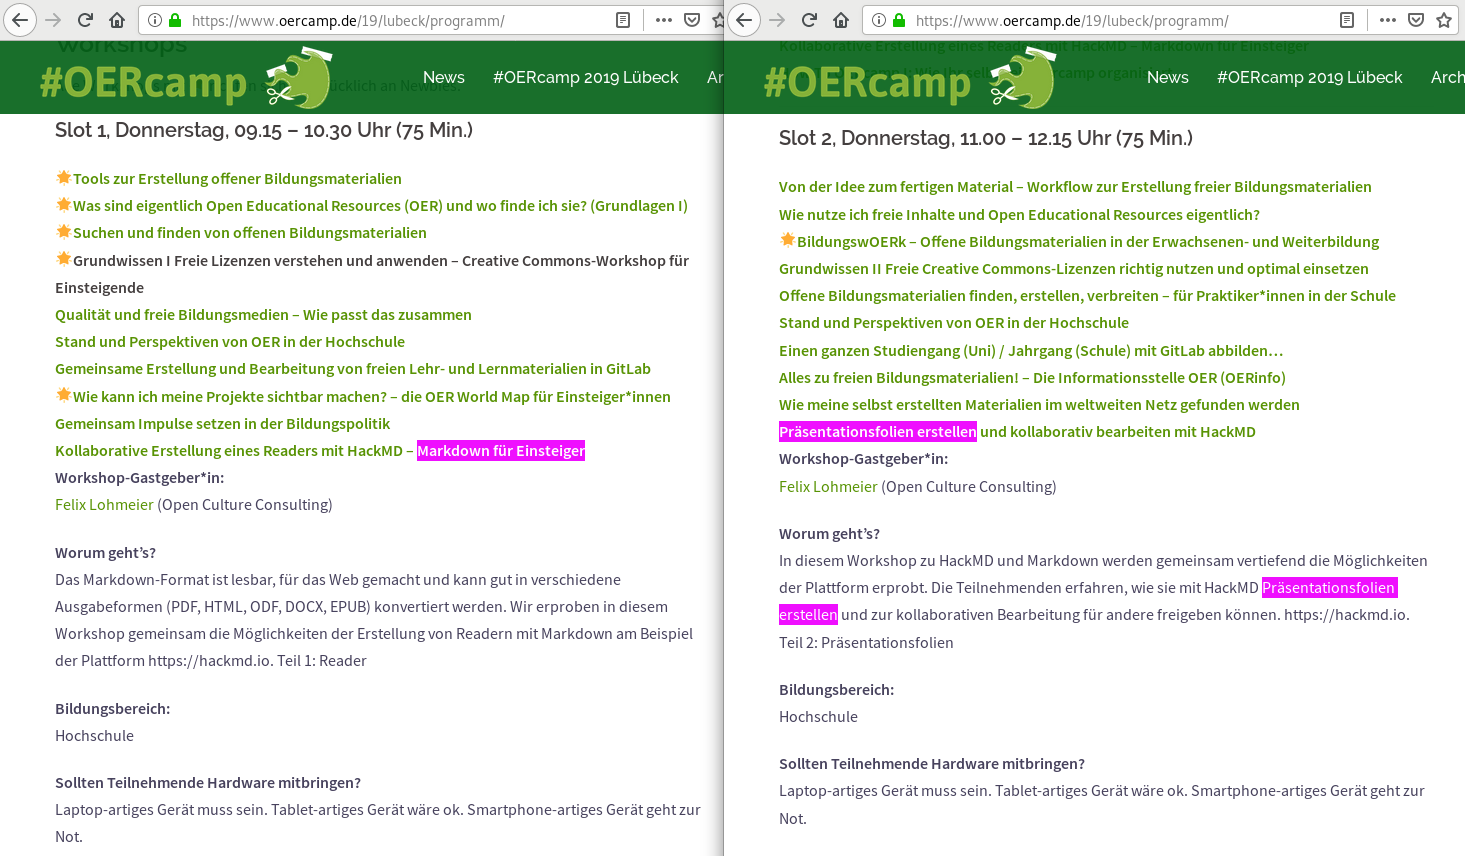 https://www.oercamp.de/19/lubeck/programm/
Workshops
#OERcamp
News
#OERcamp 2019 Lübeck
Ar
Slot 1, Donnerstag, 09.15 – 10.30 Uhr (75 Min.)
Tools zur Erstellung offener Bildungsmaterialien
Was sind eigentlich Open Educational Resources (OER) und wo finde ich sie? (Grundlagen I)
Suchen und finden von offenen Bildungsmaterialien
Grundwissen I Freie Lizenzen verstehen und anwenden – Creative Commons-Workshop für
Einsteigende
Qualität und freie Bildungsmedien – Wie passt das zusammen
Stand und Perspektiven von OER in der Hochschule
Gemeinsame Erstellung und Bearbeitung von freien Lehr- und Lernmaterialien in GitLab
Wie kann ich meine Projekte sichtbar machen? – die OER World Map für Einsteiger*innen
Gemeinsam Impulse setzen in der Bildungspolitik
Kollaborative Erstellung eines Readers mit HackMD – Markdown für Einsteiger
Workshop-Gastgeber*in:
Felix Lohmeier (Open Culture Consulting)
Worum geht’s?
Das Markdown-Format ist lesbar, für das Web gemacht und kann gut in verschiedene
Ausgabeformen (PDF, HTML, ODF, DOCX, EPUB) konvertiert werden. Wir erproben in diesem
Workshop gemeinsam die Möglichkeiten der Erstellung von Readern mit Markdown am Beispiel
der Plattform https://hackmd.io. Teil 1: Reader
Bildungsbereich:
Hochschule
Sollten Teilnehmende Hardware mitbringen?
Laptop-artiges Gerät muss sein. Tablet-artiges Gerät wäre ok. Smartphone-artiges Gerät geht zur
Not.
https://www.oercamp.de/19/lubeck/programm/
Kollaborative Erstellung eines Readers mit HackMD – Markdown für Einsteiger
#OERcamp
News
#OERcamp 2019 Lübeck
Arch
Slot 2, Donnerstag, 11.00 – 12.15 Uhr (75 Min.)
Von der Idee zum fertigen Material – Workflow zur Erstellung freier Bildungsmaterialien
Wie nutze ich freie Inhalte und Open Educational Resources eigentlich?
BildungswOERk – Offene Bildungsmaterialien in der Erwachsenen- und Weiterbildung
Grundwissen II Freie Creative Commons-Lizenzen richtig nutzen und optimal einsetzen
Offene Bildungsmaterialien finden, erstellen, verbreiten – für Praktiker*innen in der Schule
Stand und Perspektiven von OER in der Hochschule
Einen ganzen Studiengang (Uni) / Jahrgang (Schule) mit GitLab abbilden…
Alles zu freien Bildungsmaterialien! – Die Informationsstelle OER (OERinfo)
Wie meine selbst erstellten Materialien im weltweiten Netz gefunden werden
Präsentationsfolien erstellen und kollaborativ bearbeiten mit HackMD
Workshop-Gastgeber*in:
Felix Lohmeier (Open Culture Consulting)
Worum geht’s?
In diesem Workshop zu HackMD und Markdown werden gemeinsam vertiefend die Möglichkeiten
der Plattform erprobt. Die Teilnehmenden erfahren, wie sie mit HackMD Präsentationsfolien
erstellen und zur kollaborativen Bearbeitung für andere freigeben können. https://hackmd.io.
Teil 2: Präsentationsfolien
Bildungsbereich:
Hochschule
Sollten Teilnehmende Hardware mitbringen?
Laptop-artiges Gerät muss sein. Tablet-artiges Gerät wäre ok. Smartphone-artiges Gerät geht zur
Not.